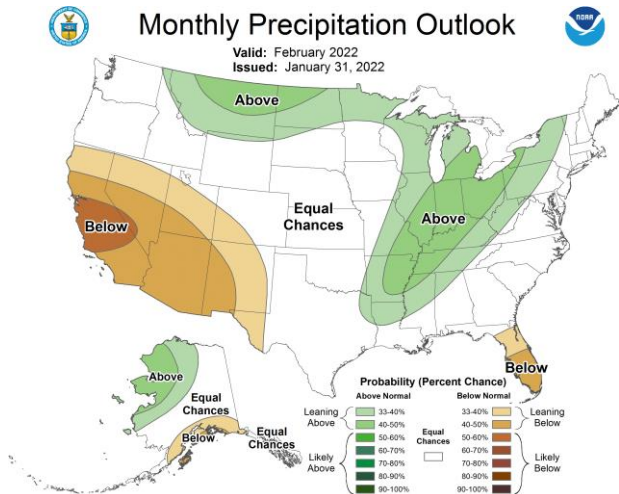 Monthly Precipitation Outlook
NOAA
Valid: February 2022
Issued: January 31, 2022
Above
Below
Equal
Chances
Above
Below
Above
Equal
Chances
Below
Equal
Chances
Probability (Percent Chance)
Above Normal
Below Normal
Leaning
Above
33-40%
40-50%
Likely
Above
50-60%
60-70%
70-80%
80-90%
90-100%
Equal
Chances
33-40%
40-50%
Leaning
Below
50-60%
60-70%
70-80%
80-90%
90-100%
Likely
Below